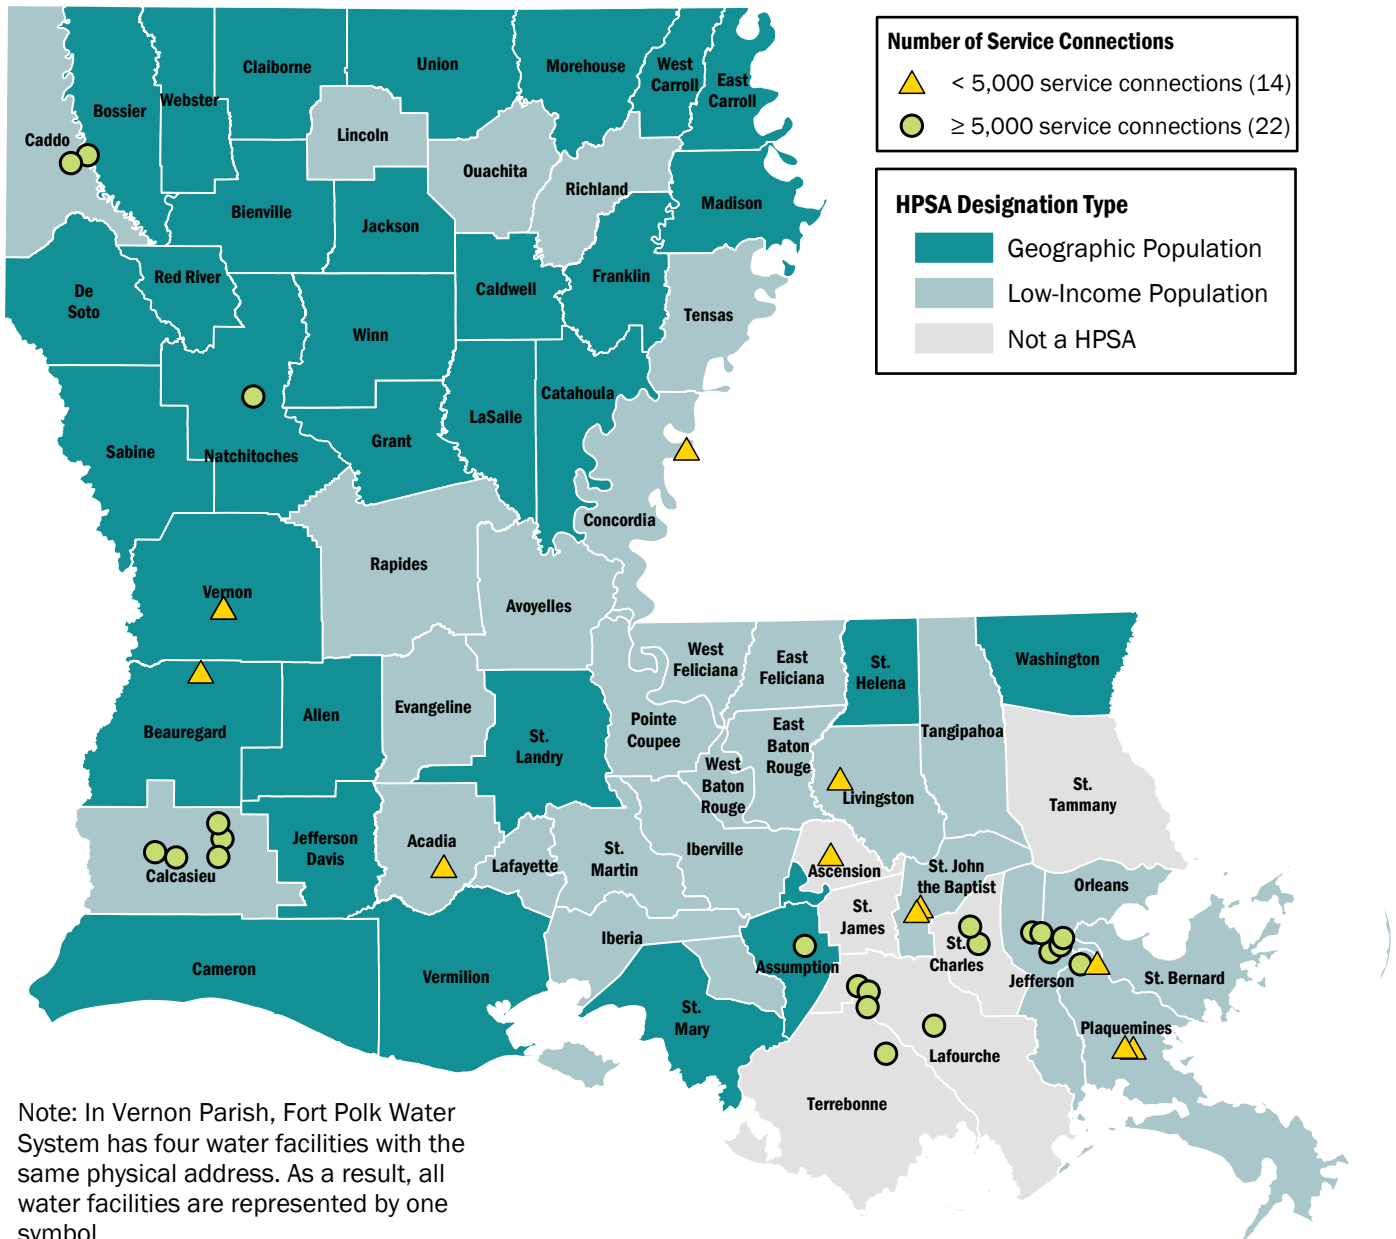 Number of Service Connections
< 5,000 service connections (14)
≥ 5,000 service connections (22)
HPSA Designation Type
Geographic Population
Low-Income Population
Not a HPSA
Claiborne
Union
Morehouse
West
Carroll
East
Carroll
Bossier
Webster
Caddo
Lincoln
Ouachita
Richland
Madison
Bienville
Jackson
Red River
De
Soto
Caldwell
Franklin
Tensas
Winn
Catahoula
LaSalle
Grant
Sabine
Natchitoches
Concordia
Rapides
Vernon
Avoyelles
West
Feliciana
East
Feliciana
St.
Helena
Washington
Beauregard
Allen
Evangeline
St.
Landry
Pointe
Coupee
East
Baton
Rouge
West
Baton
Rouge
Tangipahoa
St.
Tammany
Livingston
Calcasieu
Jefferson
Davis
Acadia
Lafayette
St.
Martin
Iberville
Ascension
St. John
the Baptist
Orleans
St.
James
St.
Charles
Iberia
Assumption
Cameron
Vermilion
Jefferson
St. Bernard
St.
Mary
Plaquemines
Lafourche
Terrebonne
Note: In Vernon Parish, Fort Polk Water
System has four water facilities with the
same physical address. As a result, all
water facilities are represented by one
symbol